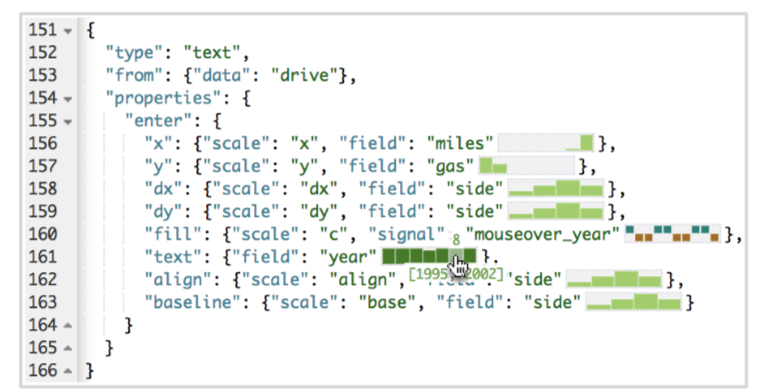 151 {
152 "type": "text",
153 "from": {"data": "drive"},
154 "properties": {
155 "enter": {
156 "x": {"scale": "x", "field": "miles" },
157 "y": {"scale": "y", "field": "gas" },
158 "dx": {"scale": "dx", "field": "side" },
159 "dy": {"scale": "dy", "field": "side" },
160 "fill": {"scale": "c", "signal": "mouseover_year" },
8
161 "text": {"field": "year" },
[1995, 2002]
162 "align": {"scale": "align", "side" },
163 "baseline": {"scale": "base", "field": "side" }
164 }
165 }
166 }